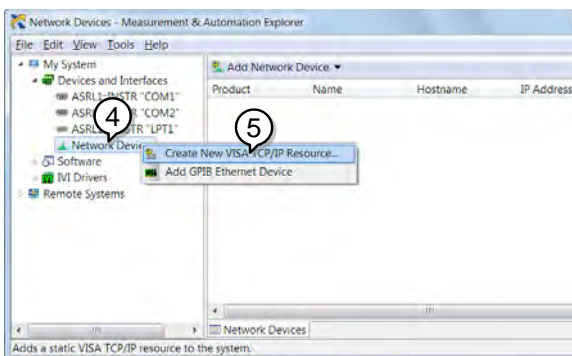 Network Devices - Measurement & Automation Explorer
File Edit View Tools Help
My System
Devices and Interfaces
ASRL1::INSTR "COM1"
"COM2"
"LPT1"
4
Network
Software
IVI Drivers
Remote Systems
Add Network Device
Product Name Hostname IP Address
5
Create New VISA TCP/IP Resource...
Add GPIB Ethernet Device
Network Devices
Adds a static VISA TCP/IP resource to the system.